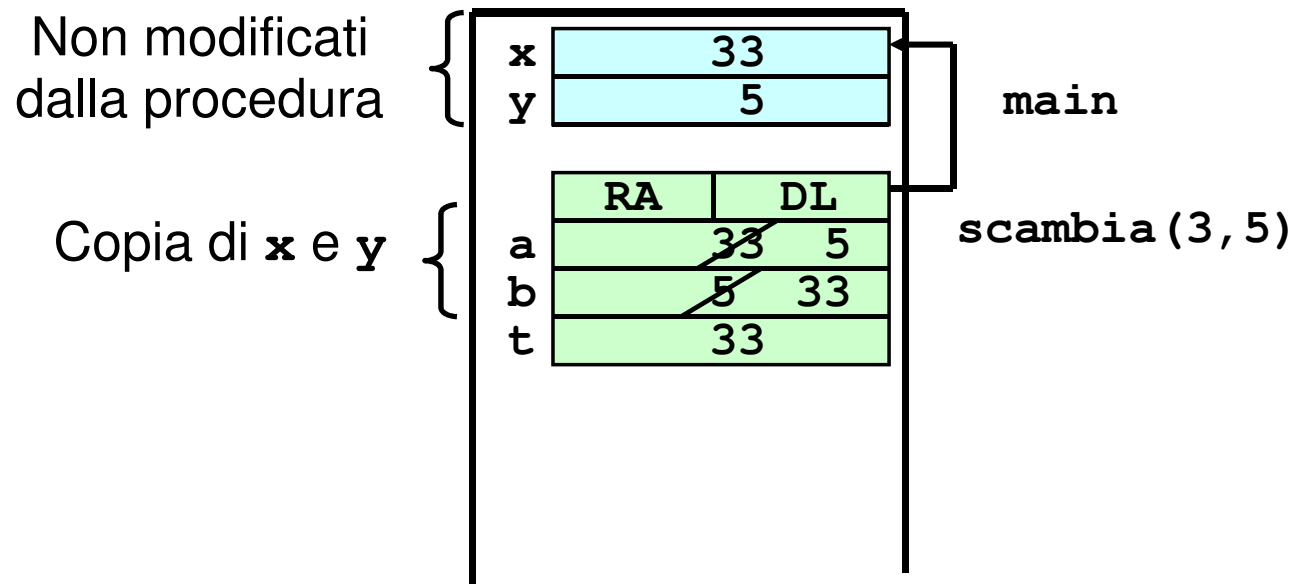 Non modificati
dalla procedura
x 33
y 5
main
RA DL
scambia(3,5)
Copia di x e y
a 33 5
b 5 33
t 33